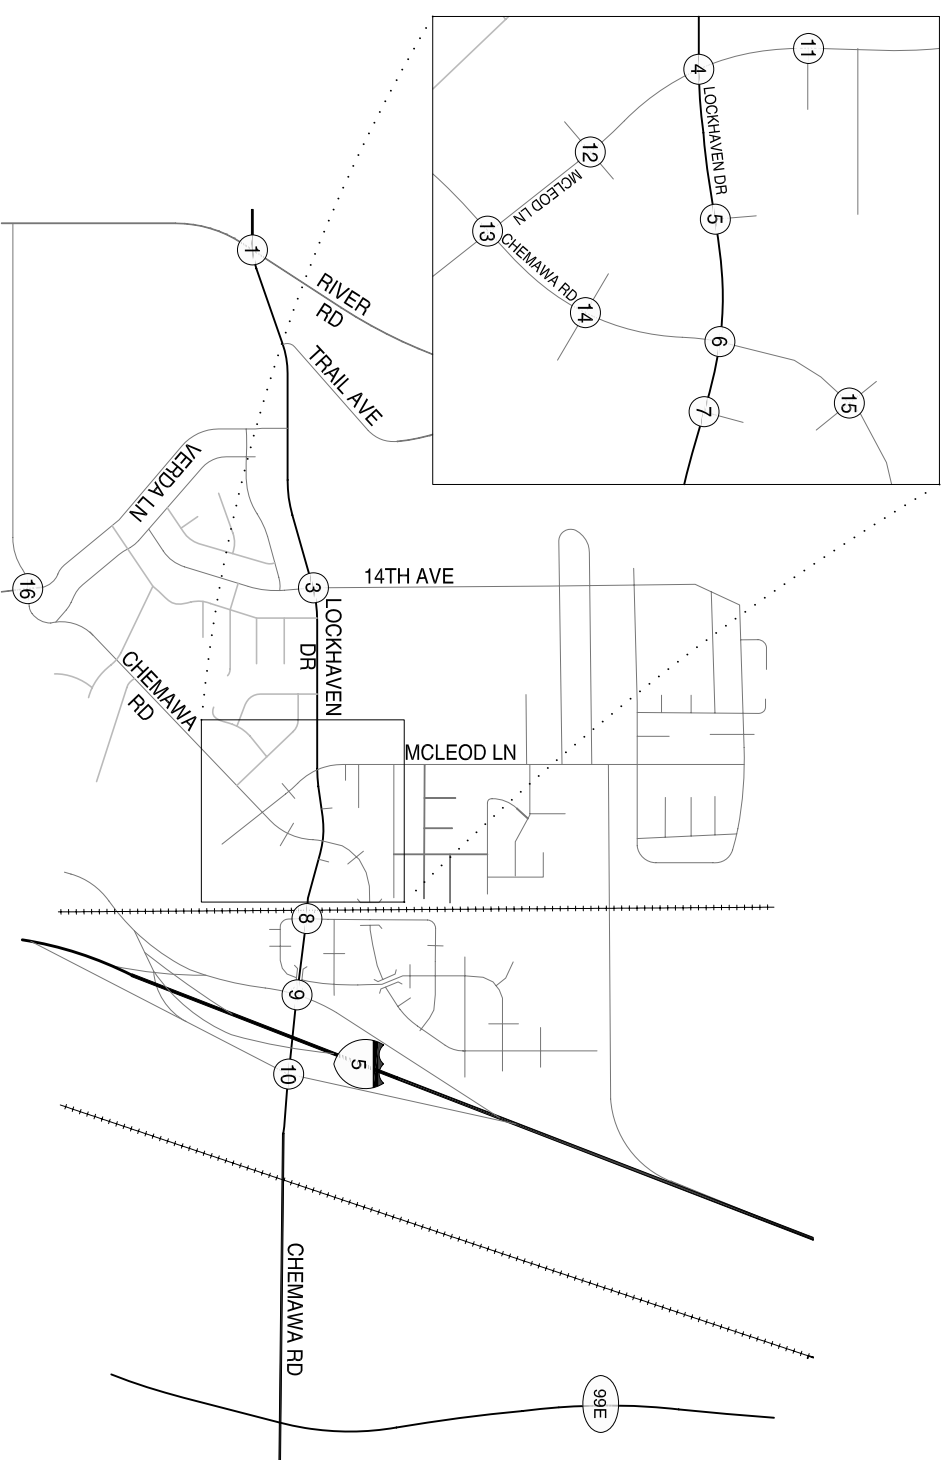 11
4
LOCKHAVEN DR
12
MCLEOD LN
5
13
CHEMAWA RD
14
6
15
7
1
RIVER
RD
TRAIL AVE
VERDA LN
16
3
14TH AVE
LOCKHAVEN
DR
CHEMAWA
RD
MCLEOD LN
8
9
5
10
CHEMAWA RD
99E